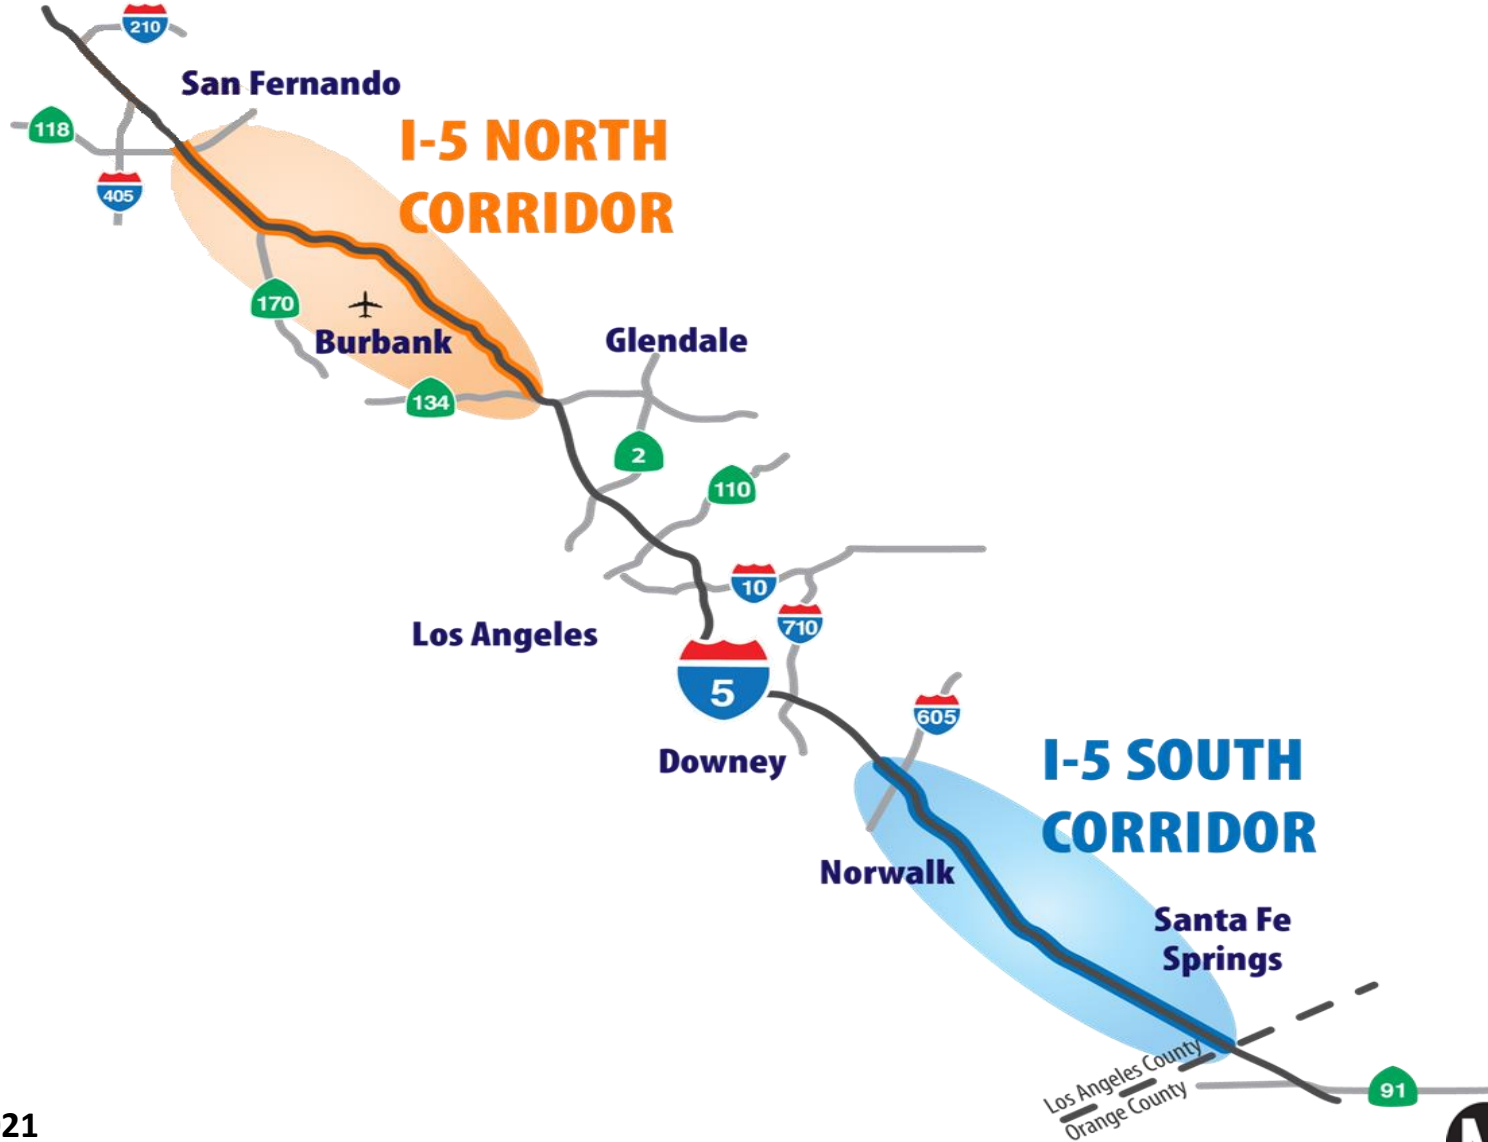 210
San Fernando
118
I-5 NORTH
CORRIDOR
405
170
Burbank
Glendale
134
2
110
10
Los Angeles
710
5
605
Downey
I-5 SOUTH
CORRIDOR
Norwalk
Santa Fe
Springs
Los Angeles County
Orange County
91
21